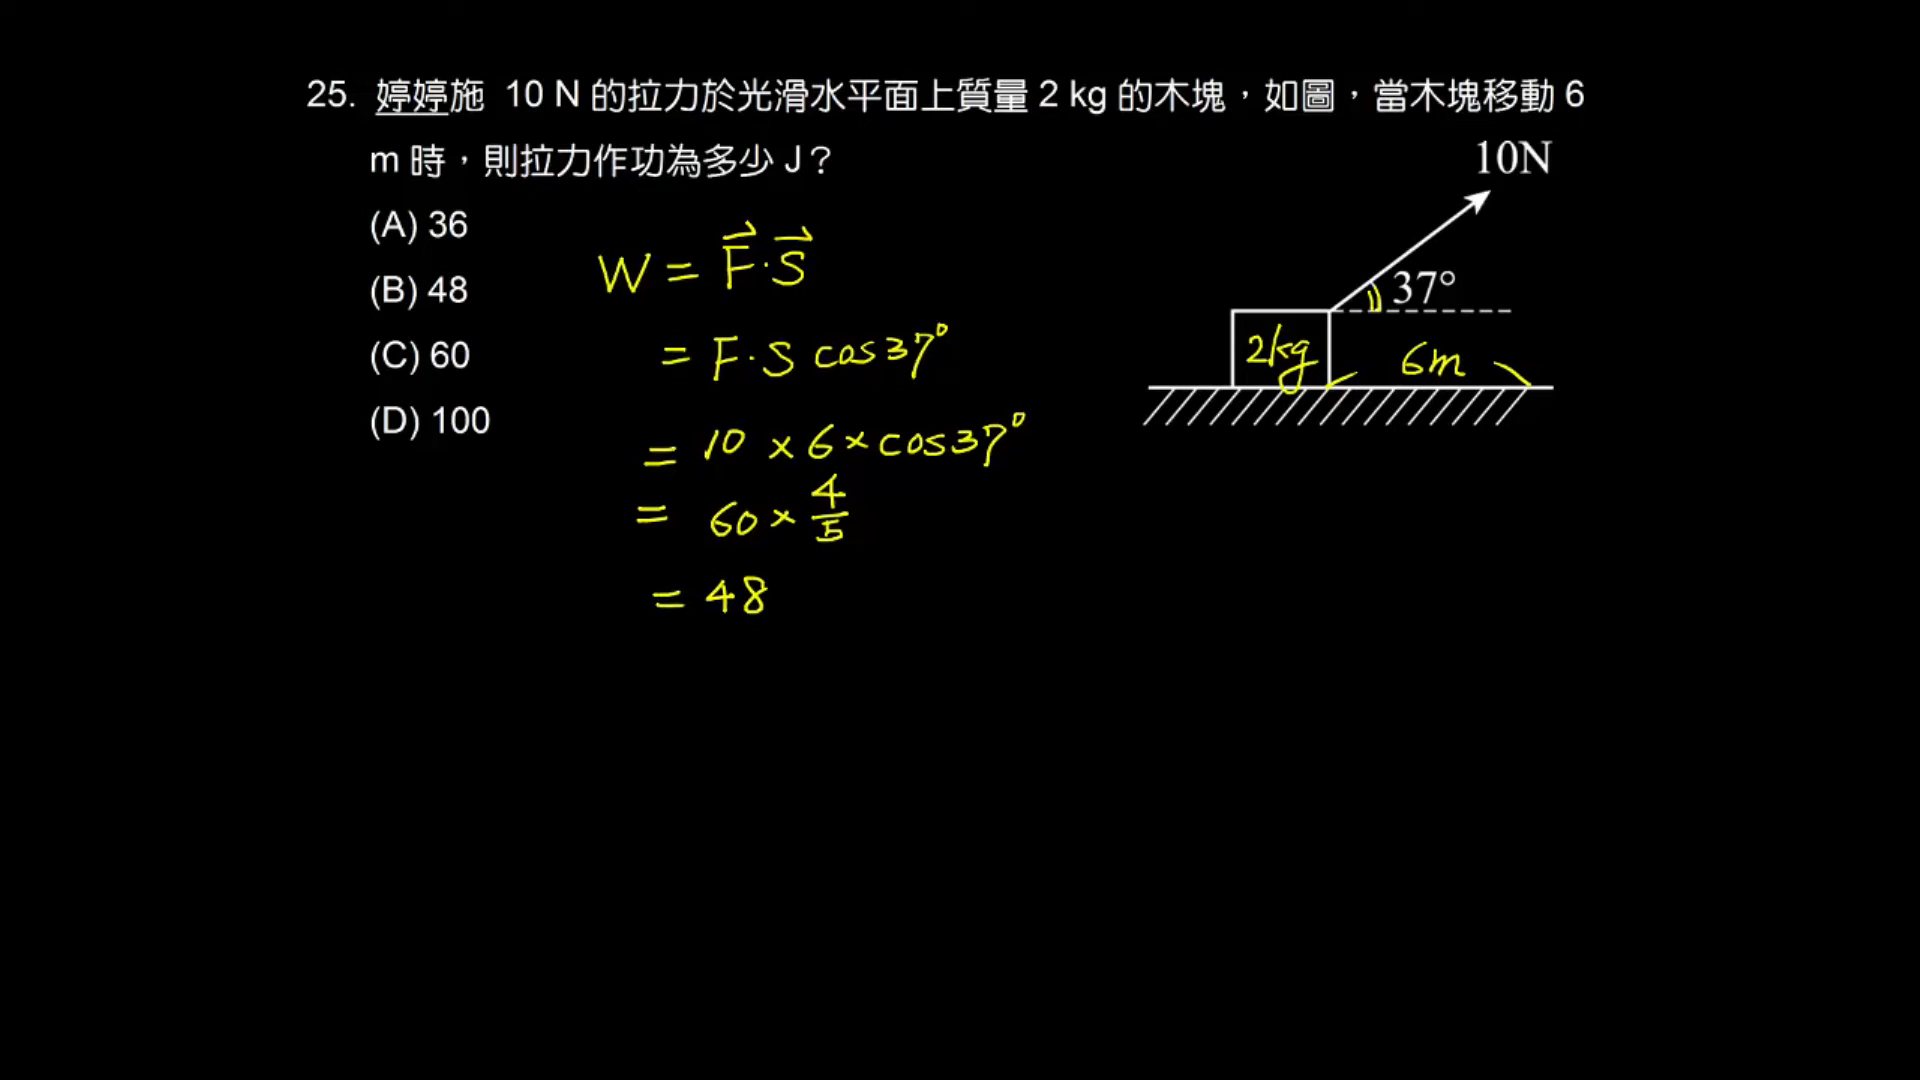 25. 婷婷施 10 N 的拉力於光滑水平面上質量 2 kg 的木塊，如圖，當木塊移動 6
m 時，則拉力作功為多少 J？
(A) 36
(B) 48
(C) 60
(D) 100
W = F⃗·S⃗
= F·S cos37°
= 10 × 6 × cos37°
= 60 × 4/5
= 48
10N
37°
2kg
6m